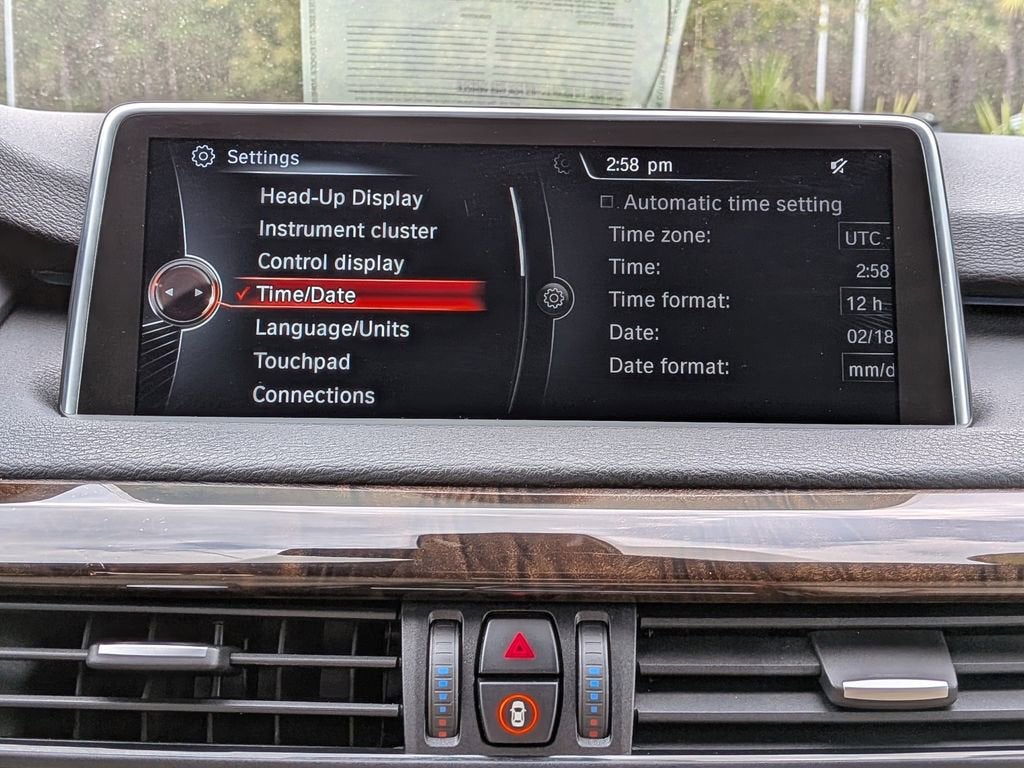 Settings
Head-Up Display
Instrument cluster
Control display
Time/Date
Language/Units
Touchpad
Connections
2:58 pm
Automatic time setting
Time zone: UTC -
Time: 2:58
Time format: 12 h
Date: 02/18
Date format: mm/d